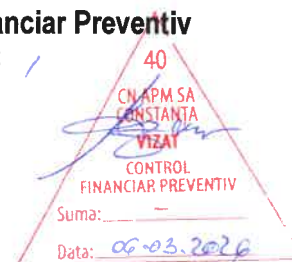 anciar Preventiv
40
CN APM SA
CONSTANTA
VIZAT
CONTROL
FINANCIAR PREVENTIV
Suma: —
Data: 06-03.2026